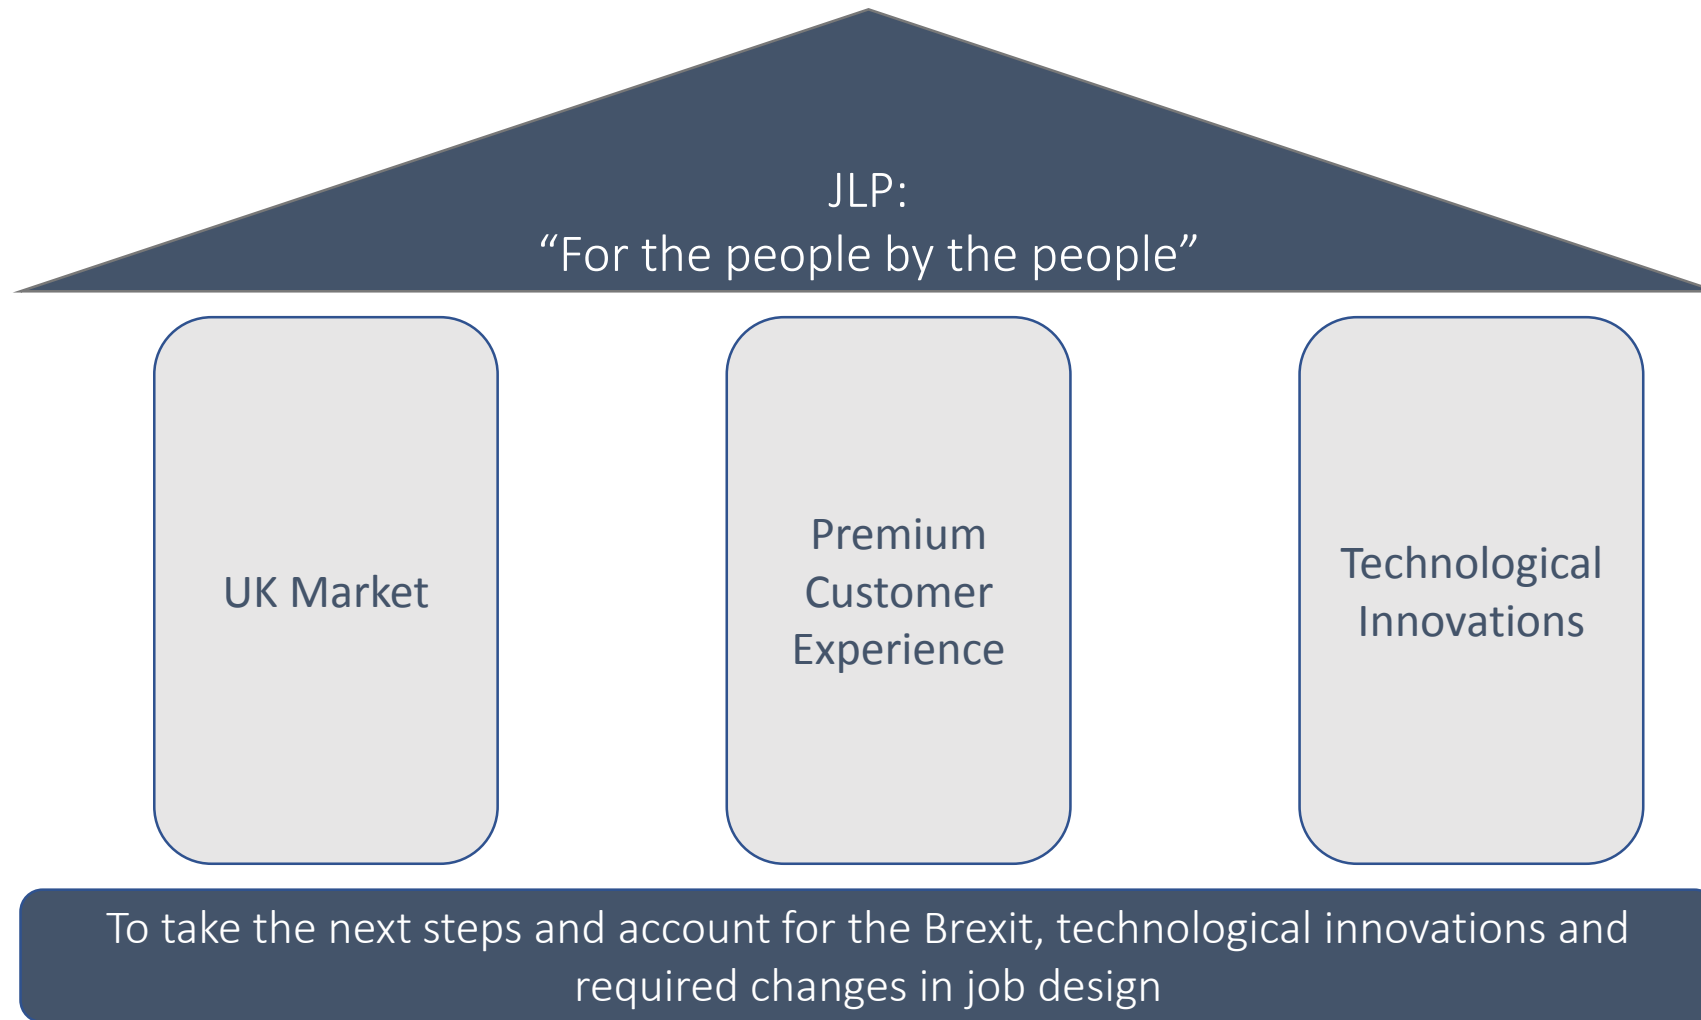 JLP:
“For the people by the people”
UK Market
Premium
Customer
Experience
Technological
Innovations
To take the next steps and account for the Brexit, technological innovations and
required changes in job design